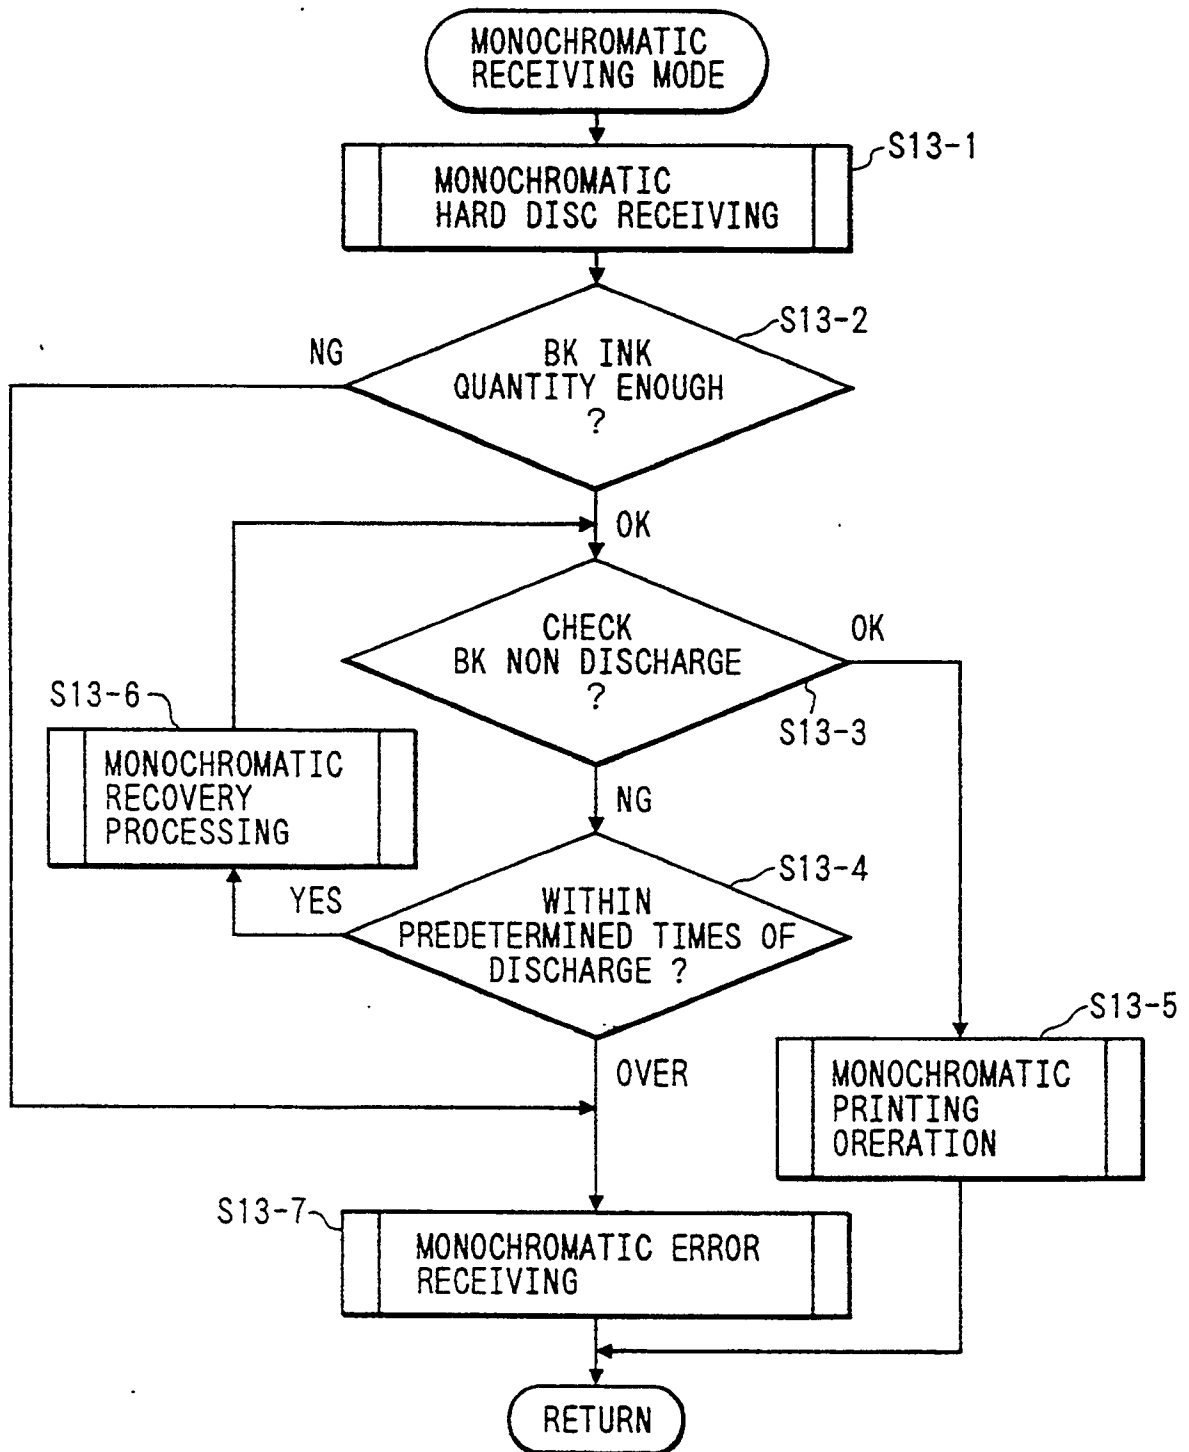 MONOCHROMATIC
RECEIVING MODE
S13-1
MONOCHROMATIC
HARD DISC RECEIVING
S13-2
NG
BK INK
QUANTITY ENOUGH
?
OK
CHECK
BK NON DISCHARGE
?
OK
S13-3
S13-6
MONOCHROMATIC
RECOVERY
PROCESSING
NG
S13-4
YES
WITHIN
PREDETERMINED TIMES OF
DISCHARGE ?
S13-5
OVER
MONOCHROMATIC
PRINTING
ORERATION
S13-7
MONOCHROMATIC ERROR
RECEIVING
RETURN